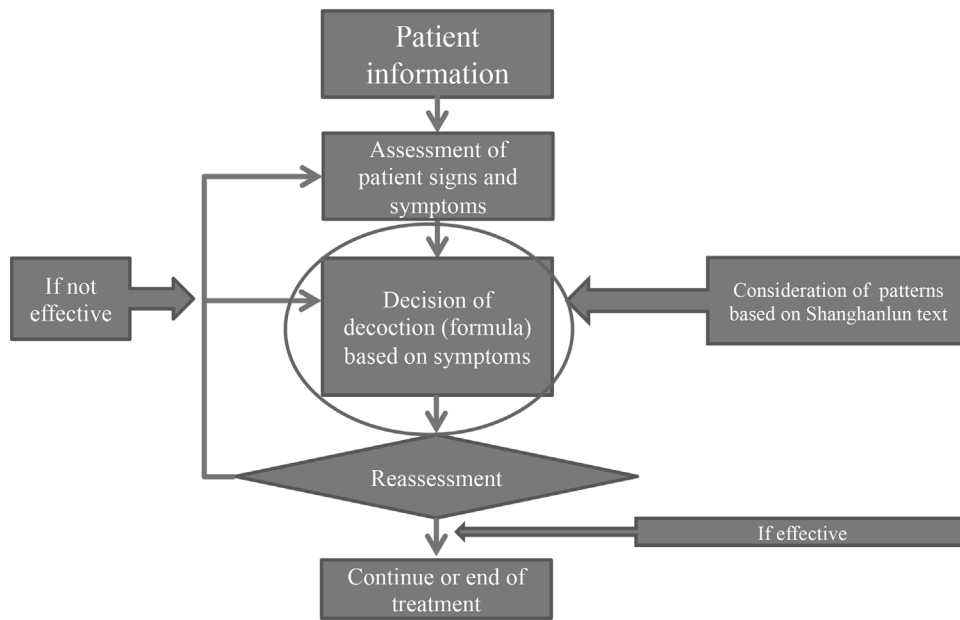 Patient
information
Assessment of
patient signs and
symptoms
If not
effective
Decision of
decoction (formula)
based on symptoms
Consideration of patterns
based on Shanghanlun text
Reassessment
If effective
Continue or end of
treatment